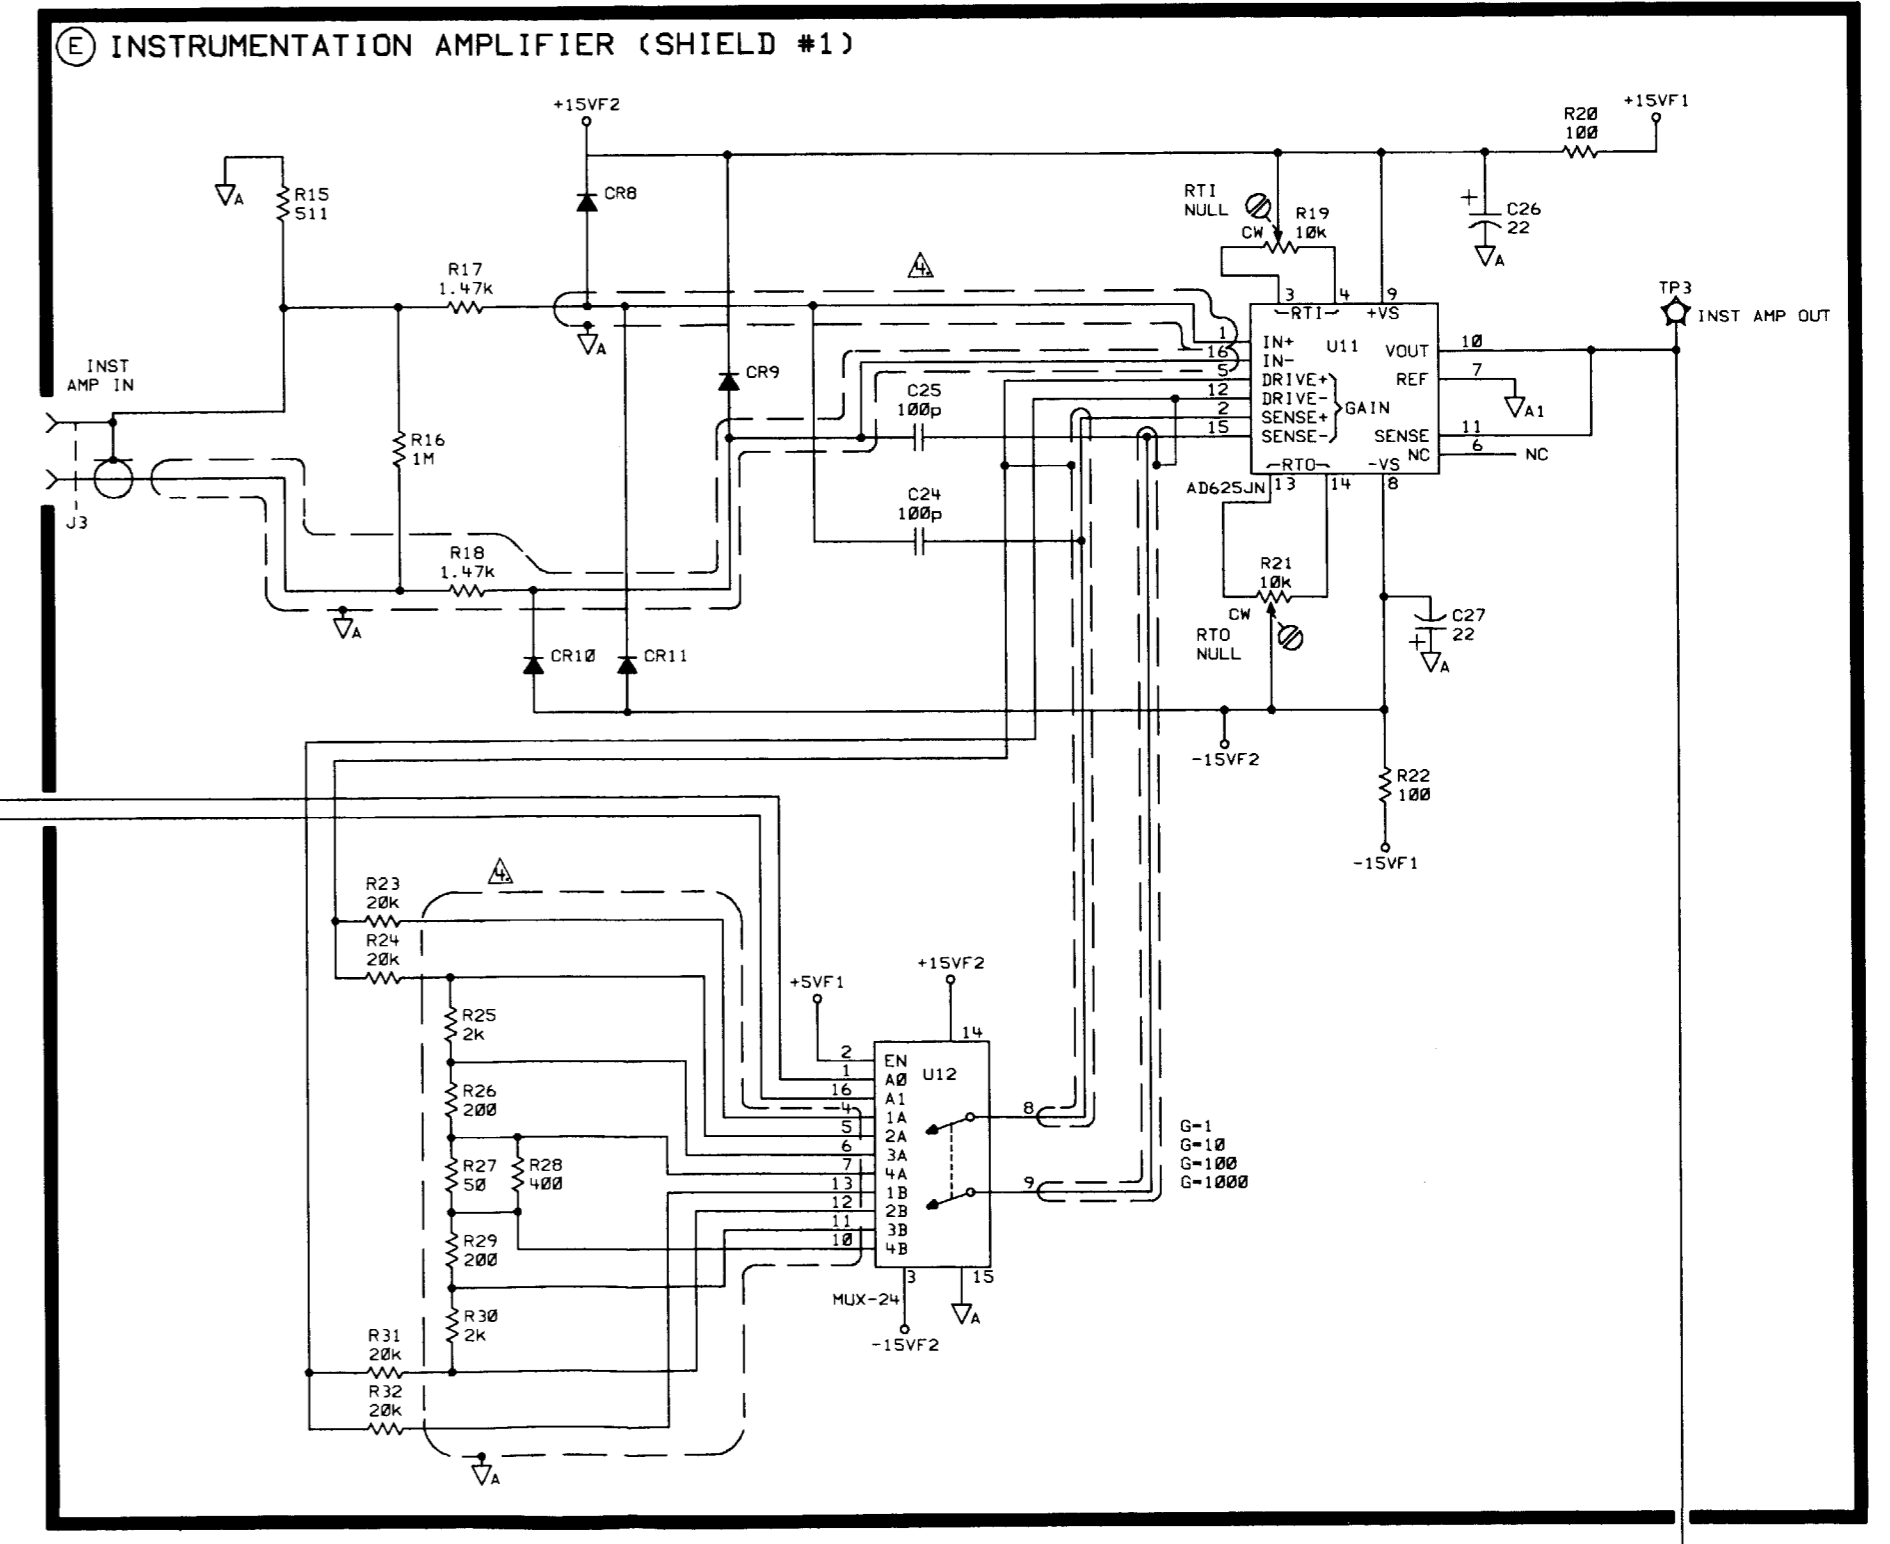 E INSTRUMENTATION AMPLIFIER (SHIELD #1)
+15VF2
+15VF1
R20
100
R15
511
A
CR8
RTI
NULL
CW
R19
10k
+
C26
22
A
R17
1.47k
4.
A
TP3
INST AMP OUT
3
4
9
RTI
+VS
1
IN+
16
IN-
5
DRIVE+
12
DRIVE-
2
SENSE+
15
SENSE-
GAIN
U11
VOUT
10
REF
7
A1
SENSE
11
NC
6
NC
RTO
-VS
AD625JN
13
14
8
INST
AMP IN
J3
R16
1M
CR9
C25
100p
C24
100p
R18
1.47k
A
CR10
CR11
R21
10k
CW
RTO
NULL
C27
22
+
A
-15VF2
R22
100
-15VF1
4.
R23
20k
R24
20k
R25
2k
R26
200
R27
50
R28
400
R29
200
R30
2k
R31
20k
R32
20k
A
+5VF1
+15VF2
14
2
EN
1
A0
16
A1
4
1A
5
2A
6
3A
7
4A
13
1B
12
2B
11
3B
10
4B
U12
8
9
3
15
MUX-24
-15VF2
A
G=1
G=10
G=100
G=1000